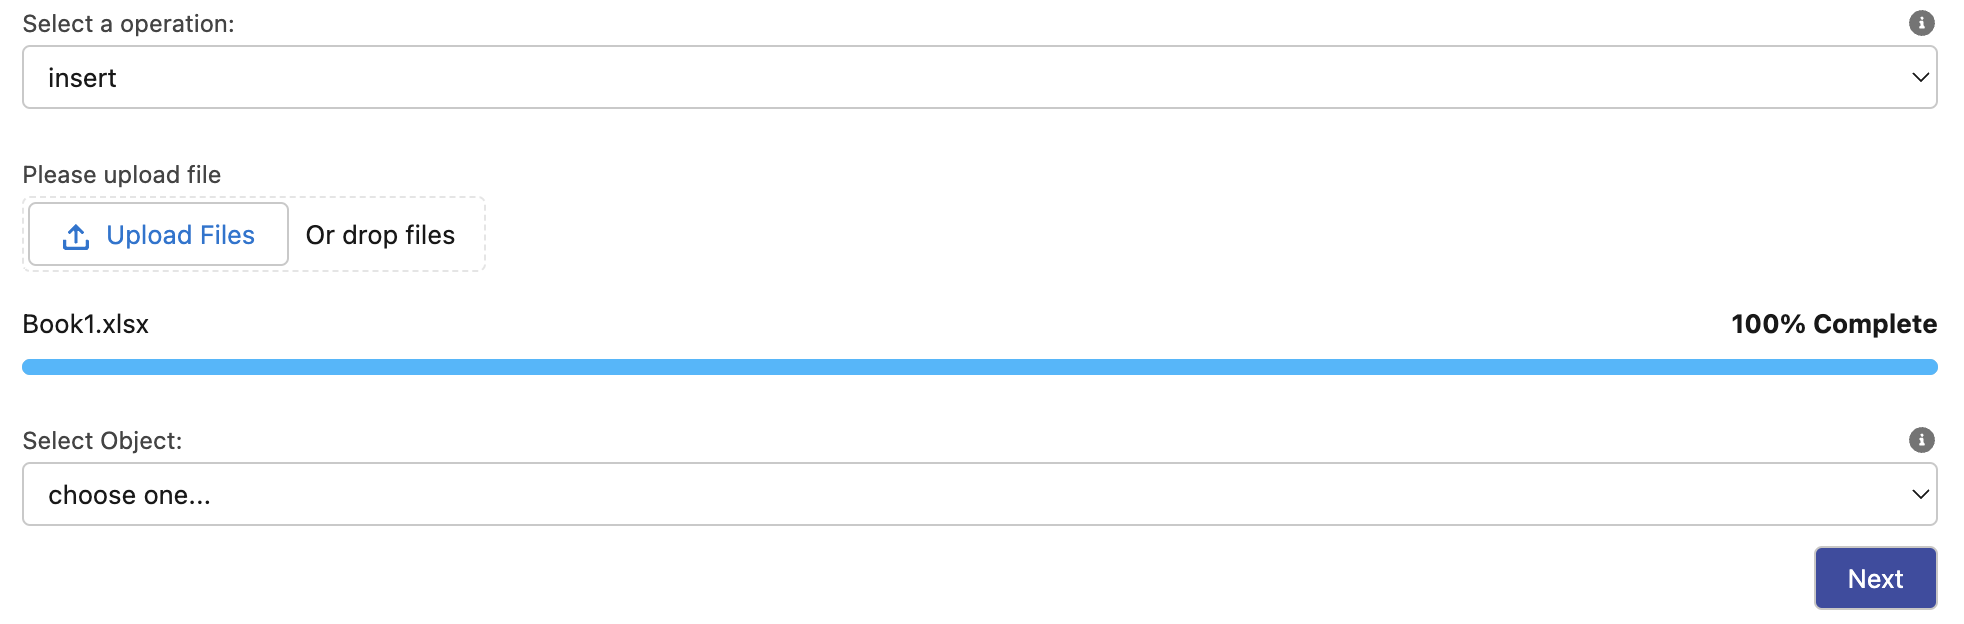 Select a operation:
insert
Please upload file
Upload Files Or drop files
Book1.xlsx 100% Complete
Select Object:
choose one...
Next